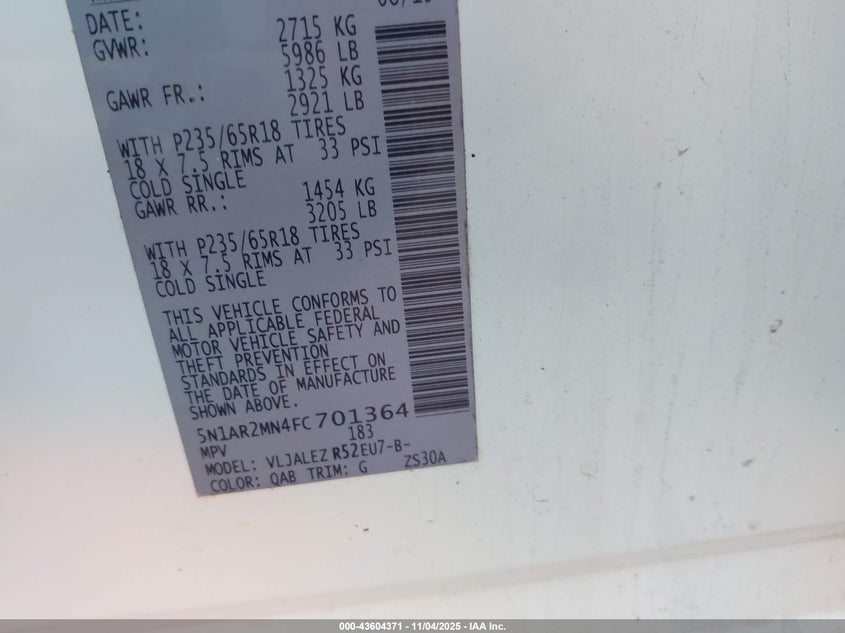 DATE:
2715 KG
GVWR:
5986 LB
1325 KG
GAWR FR.:
2921 LB
WITH P235/65R18 TIRES
18 X 7.5 RIMS AT 33 PSI
COLD SINGLE
1454 KG
GAWR RR.:
3205 LB
WITH P235/65R18 TIRES
18 X 7.5 RIMS AT 33 PSI
COLD SINGLE
THIS VEHICLE CONFORMS TO
ALL APPLICABLE FEDERAL
MOTOR VEHICLE SAFETY AND
THEFT PREVENTION
STANDARDS IN EFFECT ON
THE DATE OF MANUFACTURE
SHOWN ABOVE.
5N1AR2MN4FC701364
MPV 183
MODEL: VLJALEZ R52EU7-B-
COLOR: QAB TRIM: G ZS30A
000-43604371 - 11/04/2025 - IAA Inc.